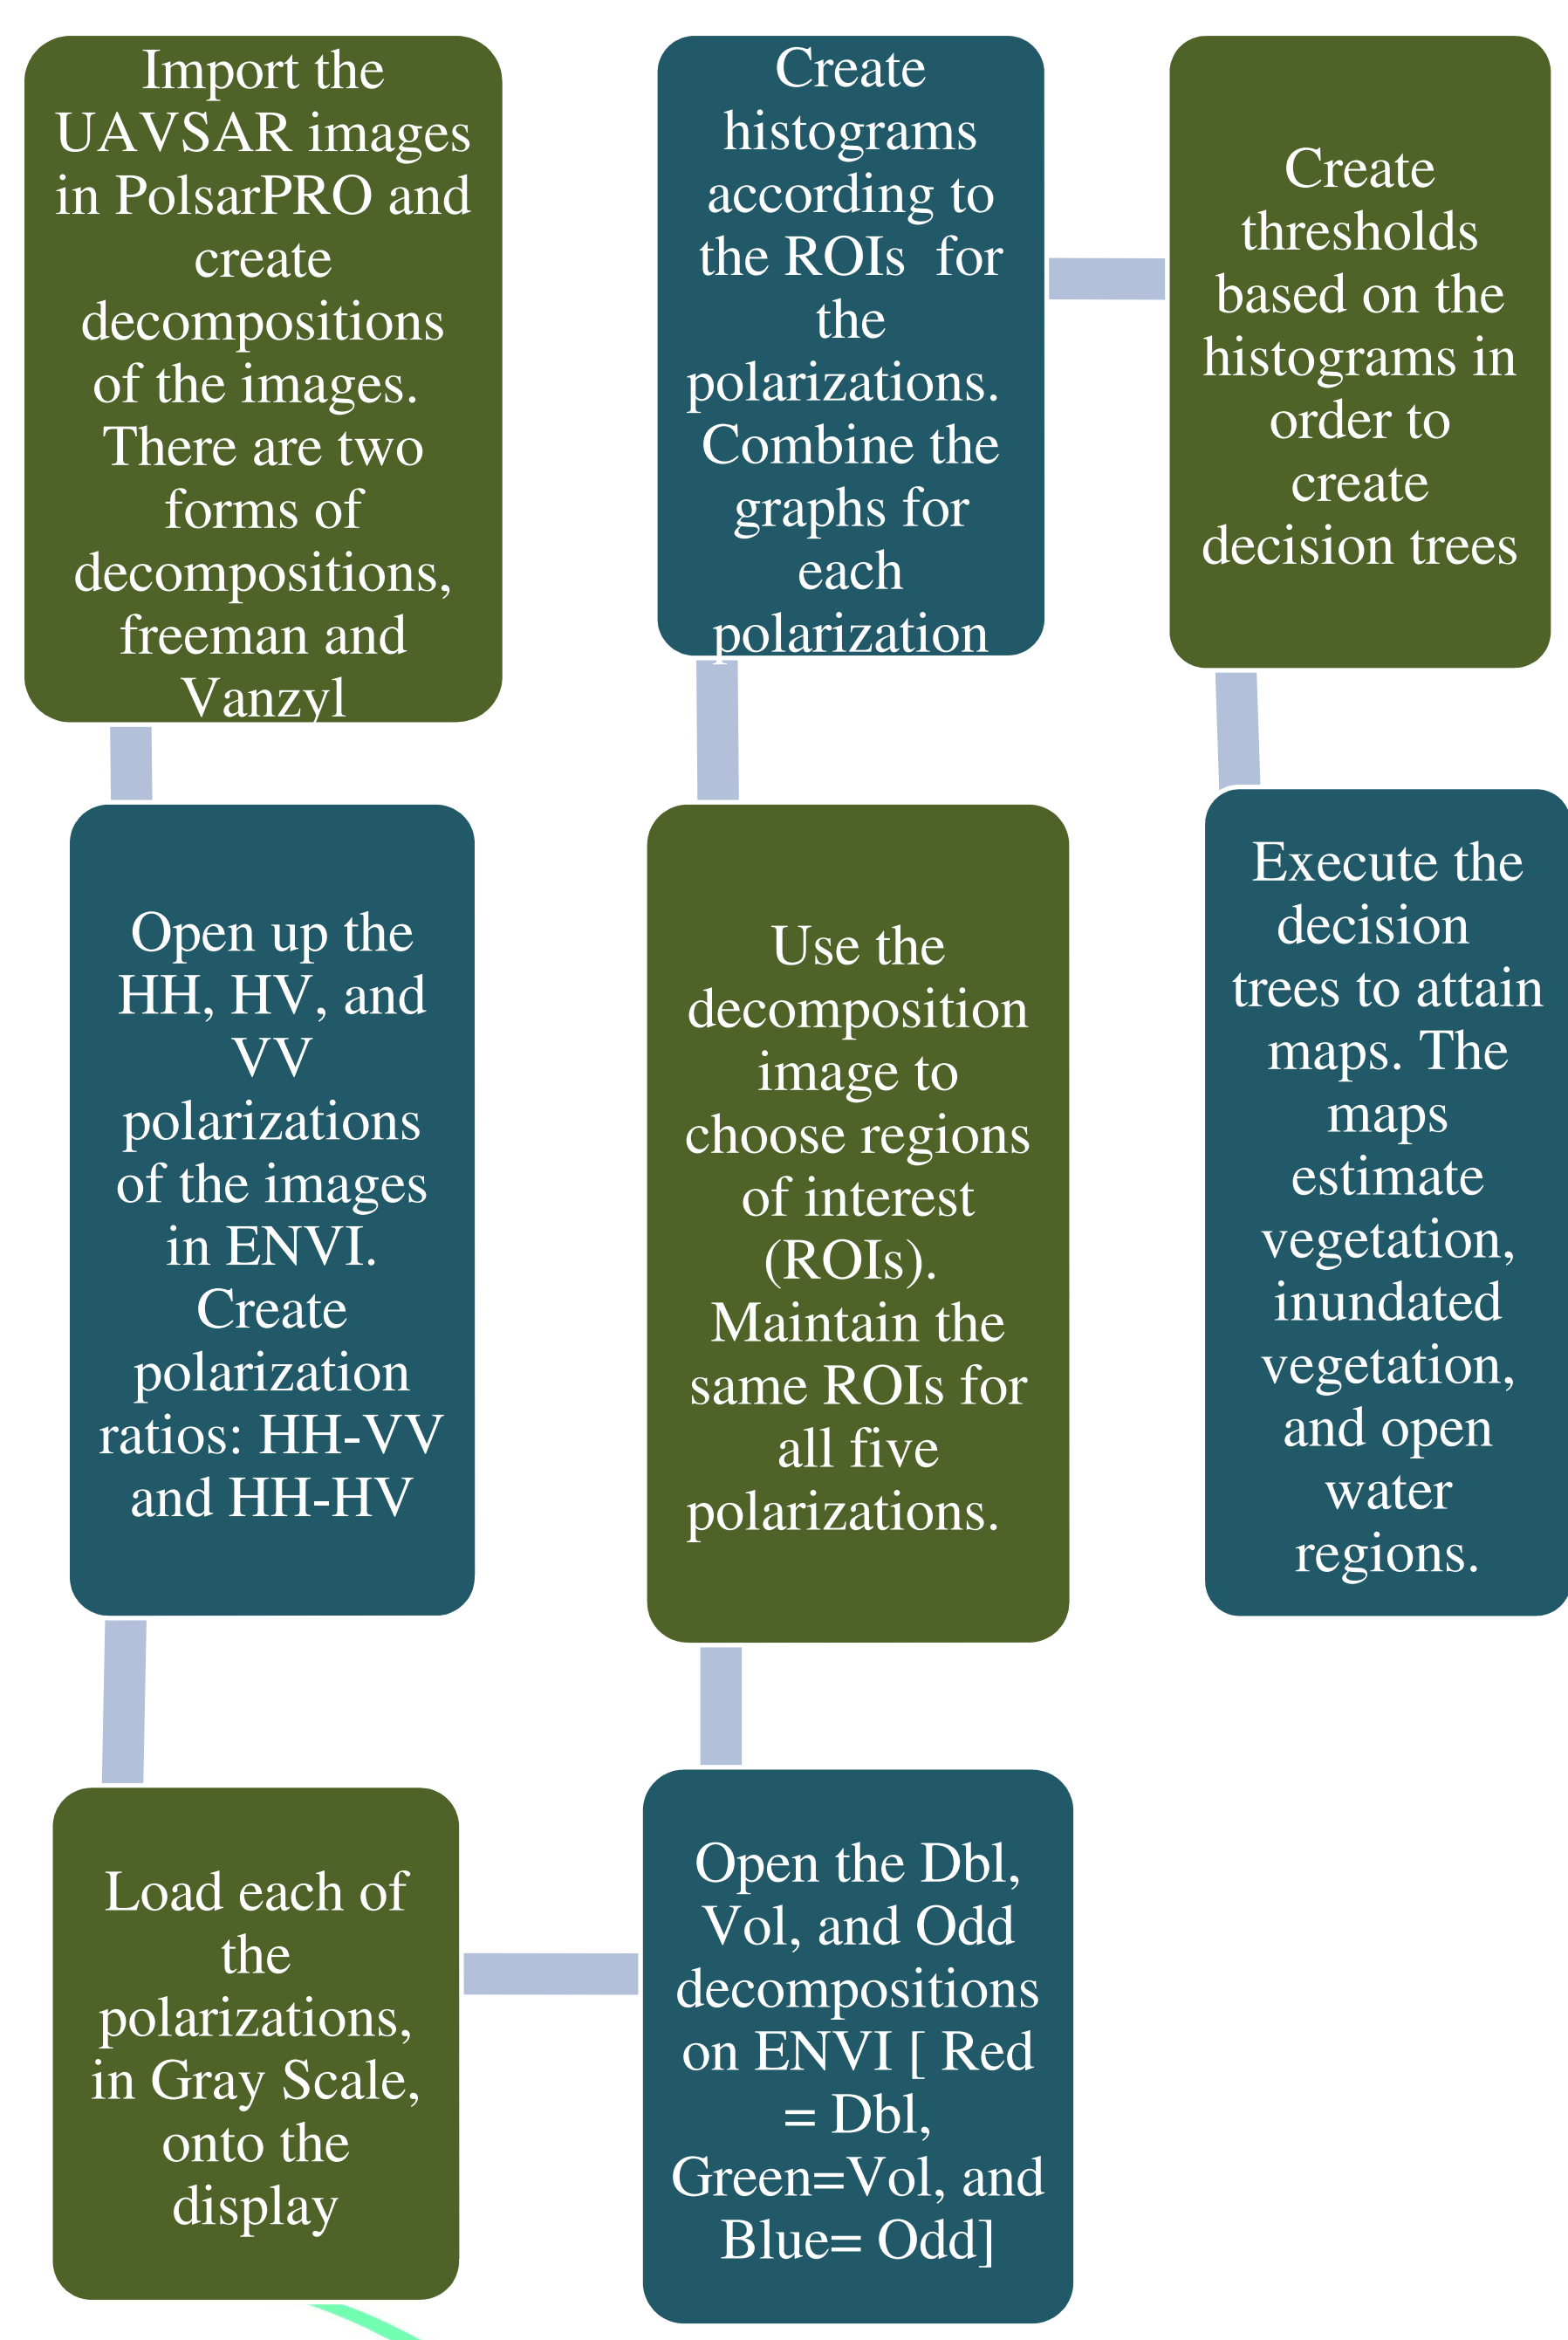 Import the
UAVSAR images
in PolsarPRO and
create
decompositions
of the images.
There are two
forms of
decompositions,
freeman and
Vanzyl
Open up the
HH, HV, and
VV
polarizations
of the images
in ENVI.
Create
polarization
ratios: HH-VV
and HH-HV
Load each of
the
polarizations,
in Gray Scale,
onto the
display
Open the Dbl,
Vol, and Odd
decompositions
on ENVI [ Red
= Dbl,
Green=Vol, and
Blue= Odd]
Use the
decomposition
image to
choose regions
of interest
(ROIs).
Maintain the
same ROIs for
all five
polarizations.
Create
histograms
according to
the ROIs  for
the
polarizations.
Combine the
graphs for
each
polarization
Create
thresholds
based on the
histograms in
order to
create
decision trees
Execute the
decision
trees to attain
maps. The
maps
estimate
vegetation,
inundated
vegetation,
and open
water
regions.